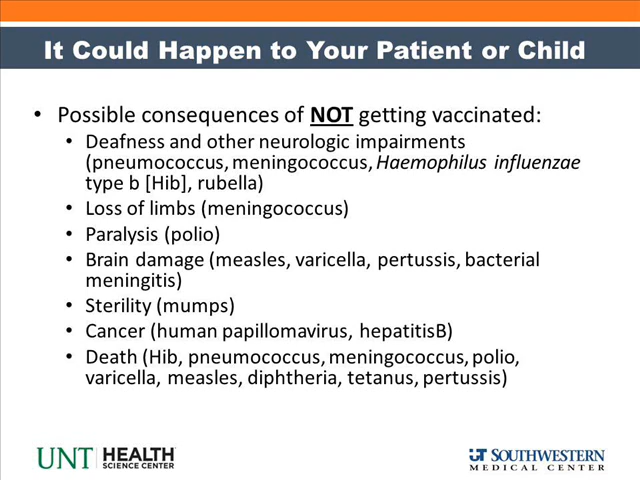 It Could Happen to Your Patient or Child
• Possible consequences of NOT getting vaccinated:
• Deafness and other neurologic impairments
(pneumococcus, meningococcus, Haemophilus influenzae
type b [Hib], rubella)
• Loss of limbs (meningococcus)
• Paralysis (polio)
• Brain damage (measles, varicella, pertussis, bacterial
meningitis)
• Sterility (mumps)
• Cancer (human papillomavirus, hepatitisB)
• Death (Hib, pneumococcus, meningococcus, polio,
varicella, measles, diphtheria, tetanus, pertussis)
UNT HEALTH
SCIENCE CENTER
UT SOUTHWESTERN
MEDICAL CENTER